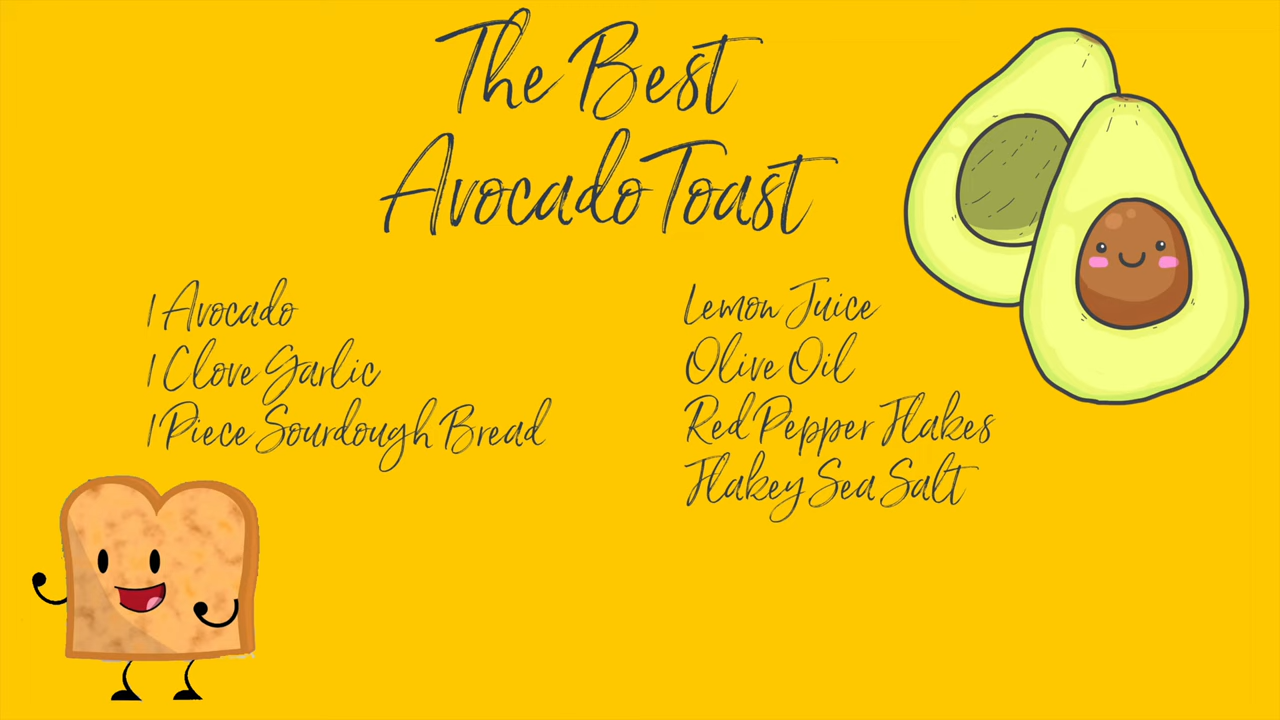 The Best
Avocado Toast
1 Avocado
1 Clove Garlic
1 Piece Sourdough Bread
Lemon Juice
Olive Oil
Red Pepper Flakes
Flakey Sea Salt